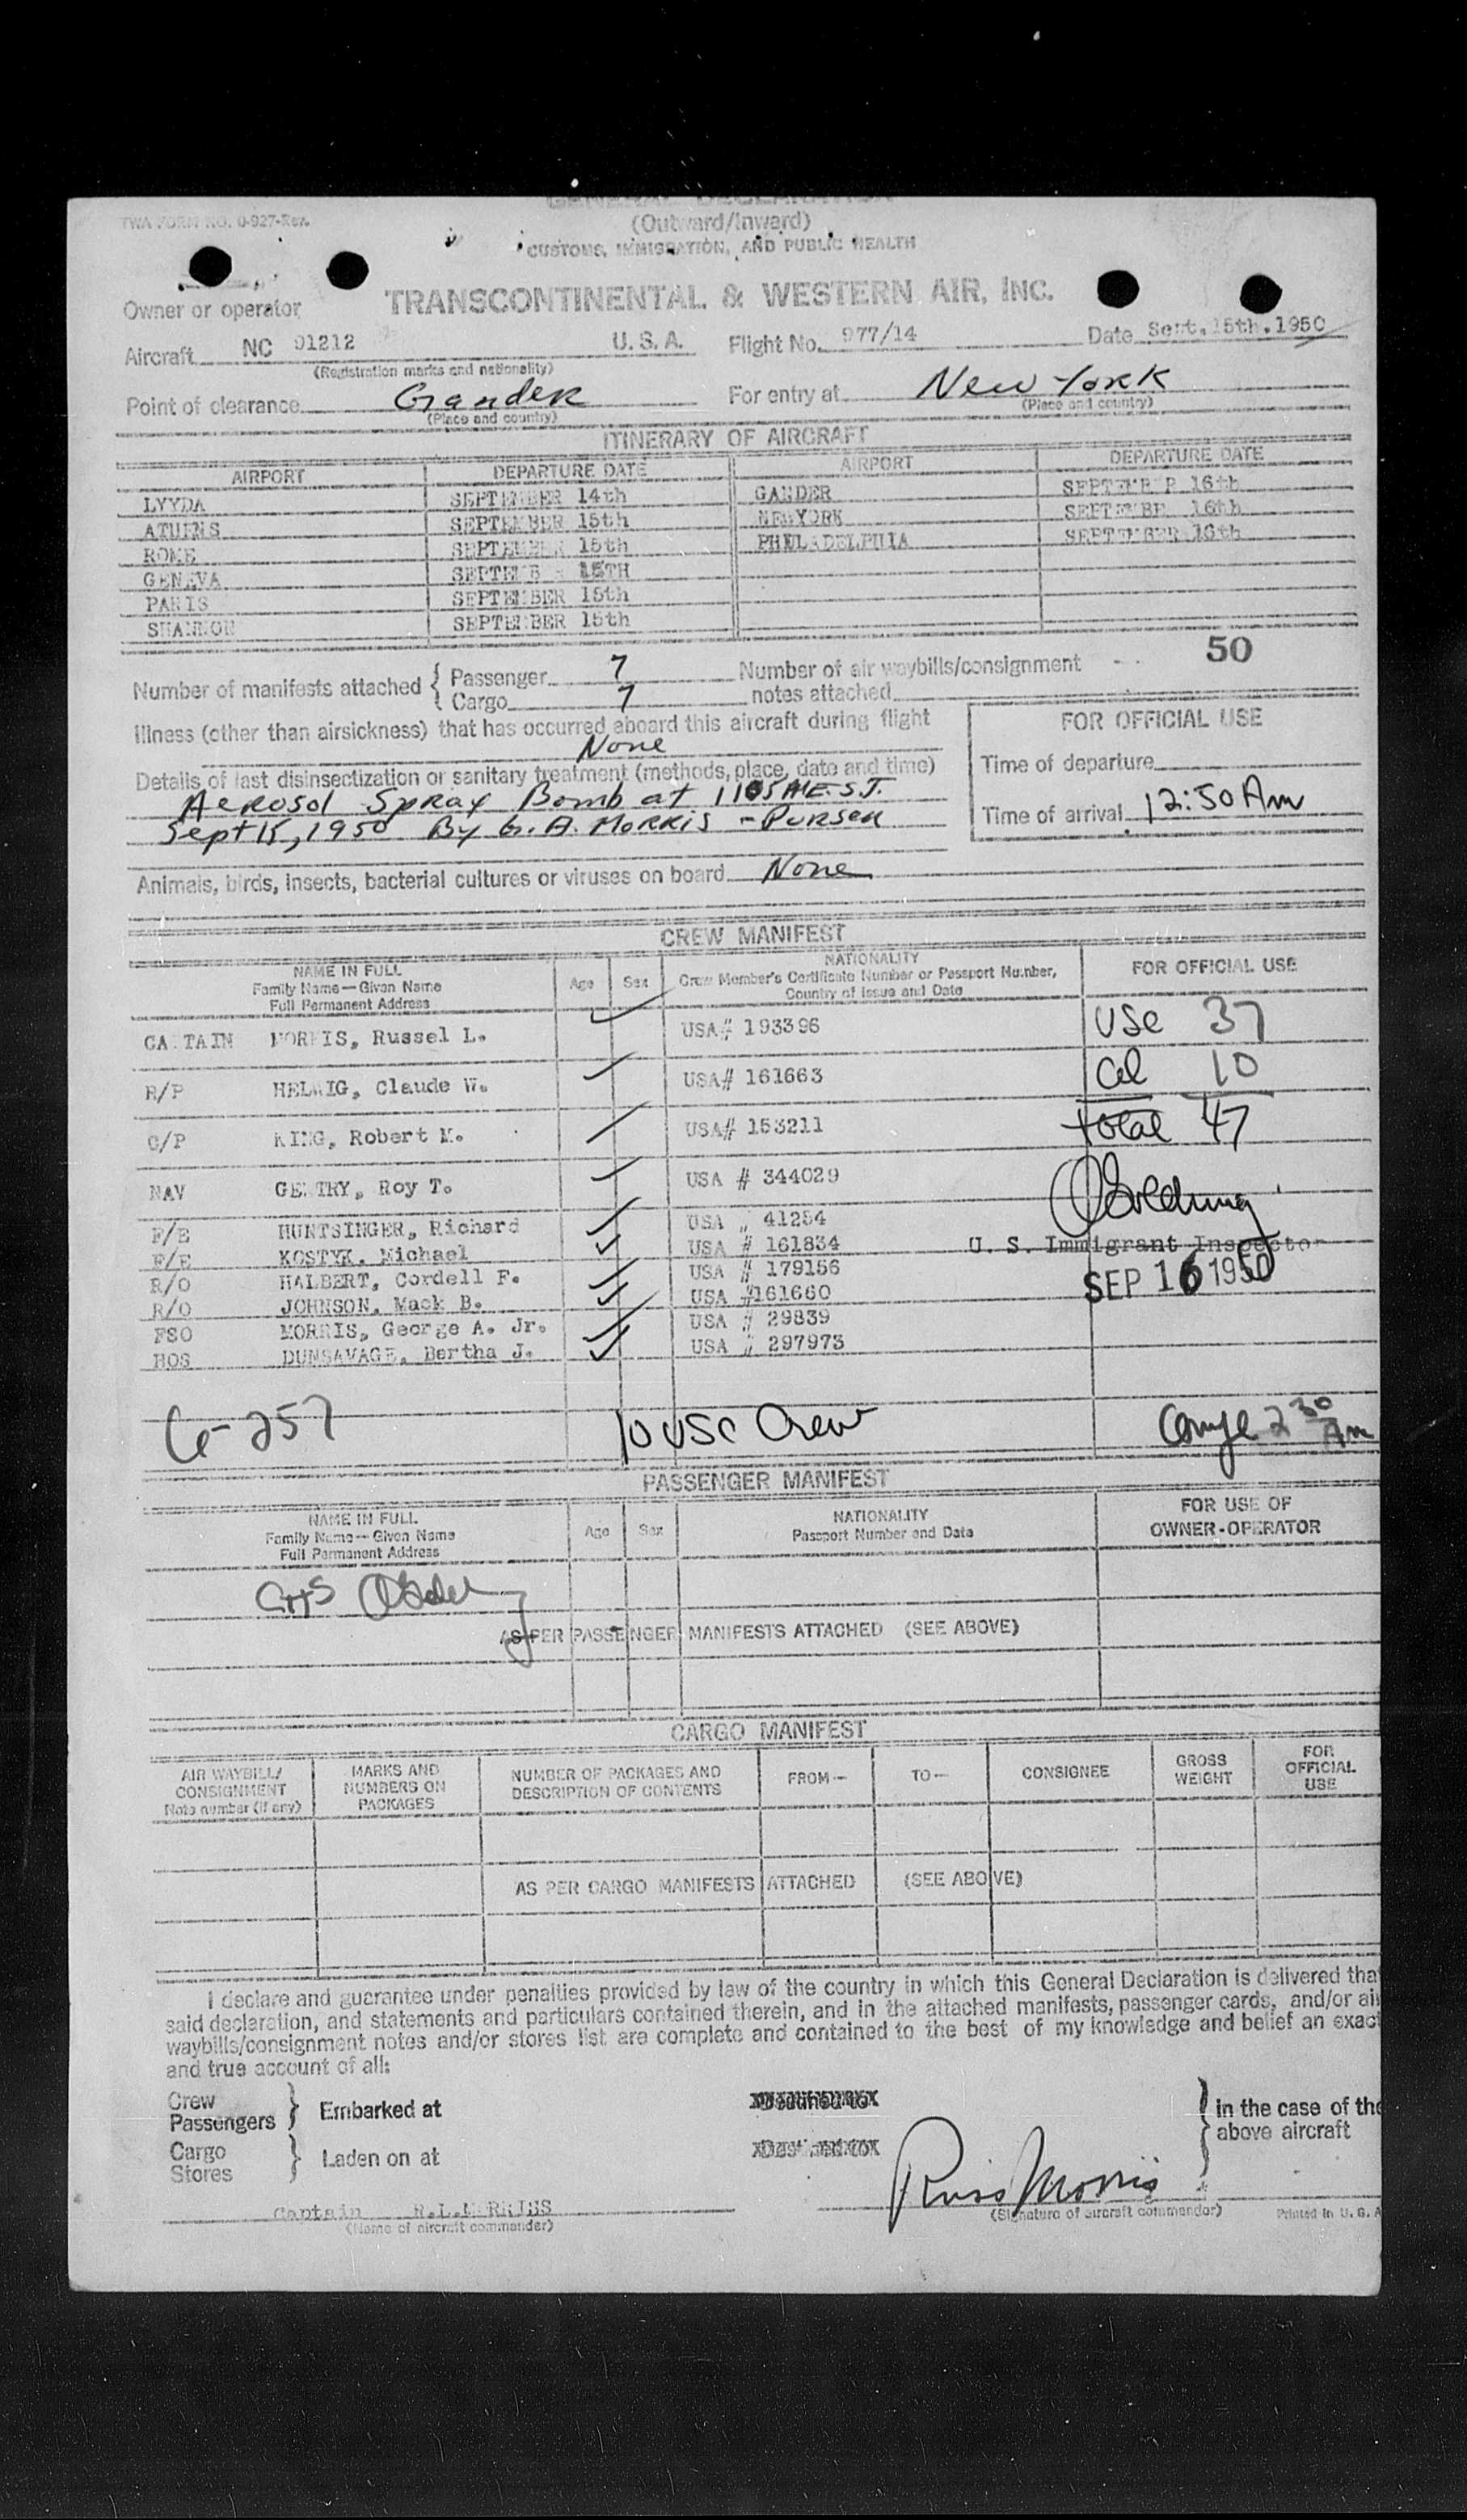 TWA FORM NO. 0-927-Rev.
GENERAL DECLARATION
(Outward/Inward)
CUSTOMS, IMMIGRATION, AND PUBLIC HEALTH
Owner or operator TRANSCONTINENTAL & WESTERN AIR, INC.
Aircraft NC 91212 U. S. A. Flight No. 977/14 Date Sept. 15th. 1950
(Registration marks and nationality)
Point of clearance Gander For entry at New York
(Place and country) (Place and country)
ITINERARY OF AIRCRAFT
AIRPORT DEPARTURE DATE AIRPORT DEPARTURE DATE
LYYDA SEPTEMBER 14th GANDER SEPTEMBER 16th
ATHENS SEPTEMBER 15th NEWYORK SEPTEMBE 16th
ROME SEPTEMBER 15th PHILADELPHIA SEPTEMBER 16th
GENEVA SEPTEMB 15TH
PARIS SEPTEMBER 15th
SHANNON SEPTEMBER 15th
50
Number of manifests attached { Passenger 7 Number of air waybills/consignment
Cargo 7 notes attached
Illness (other than airsickness) that has occurred aboard this aircraft during flight
None
FOR OFFICIAL USE
Details of last disinsectization or sanitary treatment (methods, place, date and time)
Time of departure
Aerosol Spray Bomb at 1105 E.S.T.
Time of arrival 12:50 Am
Sept 15, 1950 By G. A. Morris - Purser
Animals, birds, insects, bacterial cultures or viruses on board None
CREW MANIFEST
NAME IN FULL
Family Name—Given Name
Full Permanent Address
Age Sex
NATIONALITY
Crew Member's Certificate Number or Passport Number,
Country of Issue and Date
FOR OFFICIAL USE
CAPTAIN MORRIS, Russel L. USA# 193396 USC 37
R/P HELWIG, Claude W. USA# 161663 Cel 10
C/P KING, Robert M. USA# 153211 total 47
NAV GENTRY, Roy T. USA # 344029
F/E HUNTSINGER, Richard USA " 41254
F/E KOSTYK, Michael USA # 161834 U. S. Immigrant Inspector
R/O HALBERT, Cordell F. USA # 179156 SEP 16 1950
R/O JOHNSON, Mack B. USA #161660
FSO MORRIS, George A. Jr. USA # 29839
HOS DUNSAVAGE, Bertha J. USA # 297973
G-257 10 USC Crew 2 30 Am
PASSENGER MANIFEST
NAME IN FULL
Family Name—Given Name
Full Permanent Address
Age Sex
NATIONALITY
Passport Number and Date
FOR USE OF
OWNER-OPERATOR
AS PER PASSENGER MANIFESTS ATTACHED (SEE ABOVE)
CARGO MANIFEST
AIR WAYBILL/
CONSIGNMENT
Note number (if any)
MARKS AND
NUMBERS ON
PACKAGES
NUMBER OF PACKAGES AND
DESCRIPTION OF CONTENTS
FROM— TO— CONSIGNEE
GROSS
WEIGHT
FOR
OFFICIAL
USE
AS PER CARGO MANIFESTS ATTACHED (SEE ABOVE)
I declare and guarantee under penalties provided by law of the country in which this General Declaration is delivered tha
said declaration, and statements and particulars contained therein, and in the attached manifests, passenger cards, and/or ai
waybills/consignment notes and/or stores list are complete and contained to the best of my knowledge and belief an exact
and true account of all:
Crew
Passengers } Embarked at
Cargo
Stores } Laden on at
} in the case of the
above aircraft
Russ Morris
Captain R.L.MORRISS
(Name of aircraft commander) (Signature of aircraft commander) Printed in U. S. A